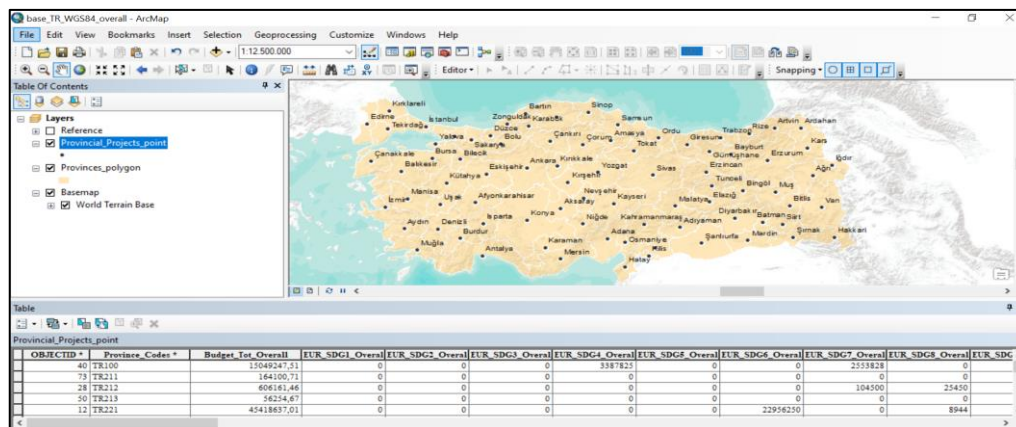 base_TR_WGS84_overall - ArcMap
File Edit View Bookmarks Insert Selection Geoprocessing Customize Windows Help
1:12.500.000
Editor Snapping
Table Of Contents
Layers
Reference
Provincial_Projects_point
Provinces_polygon
Basemap
World Terrain Base
Kırklareli Bartın Sinop
Edirne İstanbul Zonguldak Karabük Samsun Artvin Ardahan
Tekirdağ Düzce Ordu Trabzon Rize
Yalova Sakarya Bolu Çankırı Çorum Amasya Giresun Kars
Çanakkale Bursa Bilecik Tokat Bayburt
Balıkesir Eskişehir Ankara Kırıkkale Yozgat Sivas Gümüşhane Erzurum Iğdır
Kütahya Kırşehir Erzincan Ağrı
Manisa Tunceli Bingöl Muş
İzmir Uşak Afyonkarahisar Nevşehir Kayseri Malatya Elazığ Bitlis Van
Aksaray
Aydın Denizli Isparta Konya Niğde Kahramanmaraş Adıyaman Diyarbakır Batman Siirt
Burdur Adana Şanlıurfa Mardin Şırnak Hakkari
Muğla Karaman Osmaniye
Antalya Mersin Kilis
Hatay
Table
Provincial_Projects_point
OBJECTID * Province_Codes * Budget_Tot_Overall EUR_SDG1_Overal EUR_SDG2_Overal EUR_SDG3_Overal EUR_SDG4_Overal EUR_SDG5_Overal EUR_SDG6_Overal EUR_SDG7_Overal EUR_SDG8_Overal EUR_SDG
40 TR100 15049247,51 0 0 0 3387825 0 0 2553828 0
73 TR211 164100,71 0 0 0 0 0 0 0 0
28 TR212 606161,46 0 0 0 0 0 0 104500 25450
50 TR213 56254,67 0 0 0 0 0 0 0 0
12 TR221 45418637,01 0 0 0 0 0 22956250 0 8944